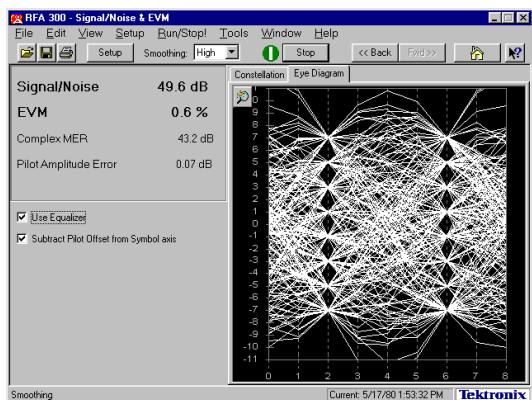 RFA 300 - Signal/Noise & EVM
File Edit View Setup Run/Stop! Tools Window Help
Setup Smoothing: High Stop << Back Fwd >>
Signal/Noise 49.6 dB
EVM 0.6 %
Complex MER 43.2 dB
Pilot Amplitude Error 0.07 dB
Use Equalizer
Subtract Pilot Offset from Symbol axis
Constellation Eye Diagram
0
9
8
7
6
5
4
3
2
1
0
-1
-2
-3
-4
-5
-6
-7
-8
-9
-10
-11
0 1 2 3 4 5 6 7 8
Smoothing Current: 5/17/80 1:53:32 PM Tektronix